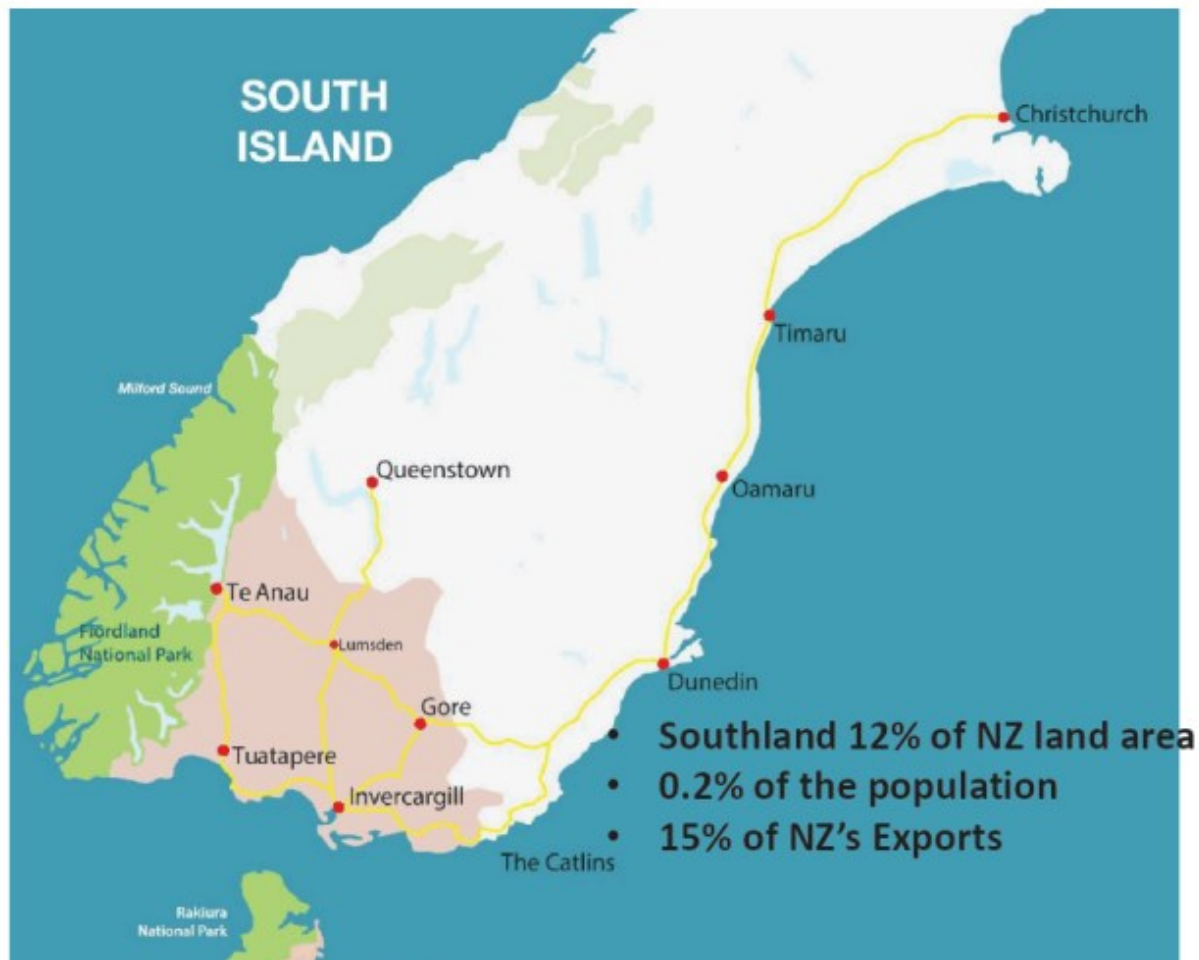 SOUTH
ISLAND
Christchurch
Timaru
Milford Sound
Queenstown
Oamaru
Te Anau
Fiordland
National Park
Lumsden
Dunedin
Gore
Tuatapere
Invercargill
• Southland 12% of NZ land area
• 0.2% of the population
• 15% of NZ’s Exports
The Catlins
Rakiura
National Park